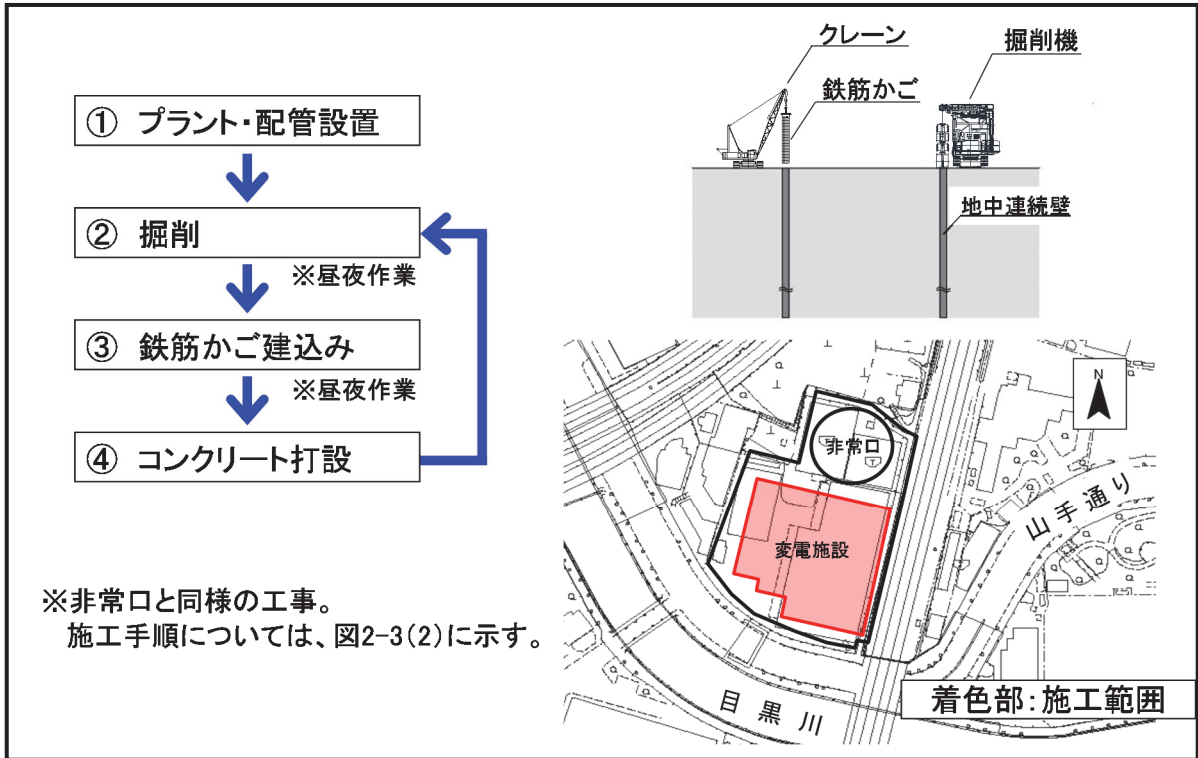 ① プラント・配管設置
② 掘削
※昼夜作業
③ 鉄筋かご建込み
※昼夜作業
④ コンクリート打設
※非常口と同様の工事。
施工手順については、図2-3(2)に示す。
クレーン
鉄筋かご
掘削機
地中連続壁
N
非常口
変電施設
山手通り
目黒川
着色部:施工範囲